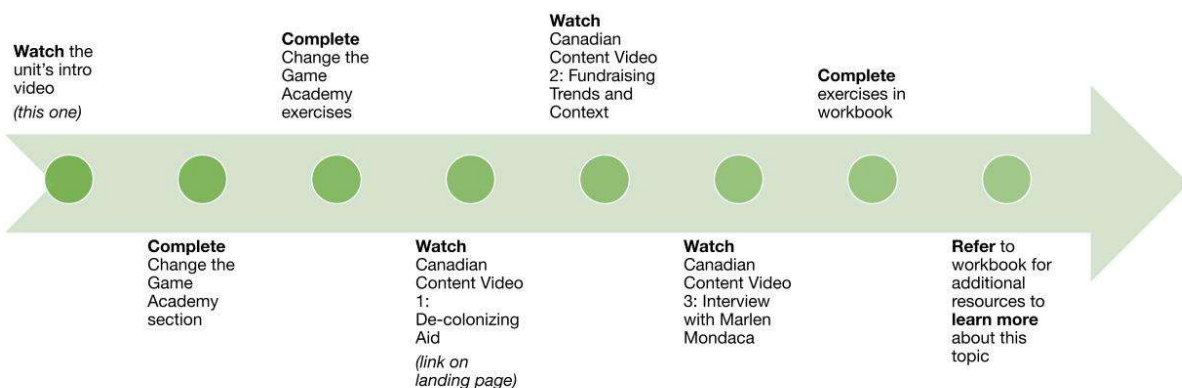 Watch the
unit's intro
video
(this one)
Complete
Change the
Game
Academy
section
Complete
Change the
Game
Academy
exercises
Watch
Canadian
Content Video
1:
De-colonizing
Aid
(link on
landing page)
Watch
Canadian
Content Video
2: Fundraising
Trends and
Context
Watch
Canadian
Content Video
3: Interview
with Marlen
Mondaca
Complete
exercises in
workbook
Refer to
workbook for
additional
resources to
learn more
about this
topic